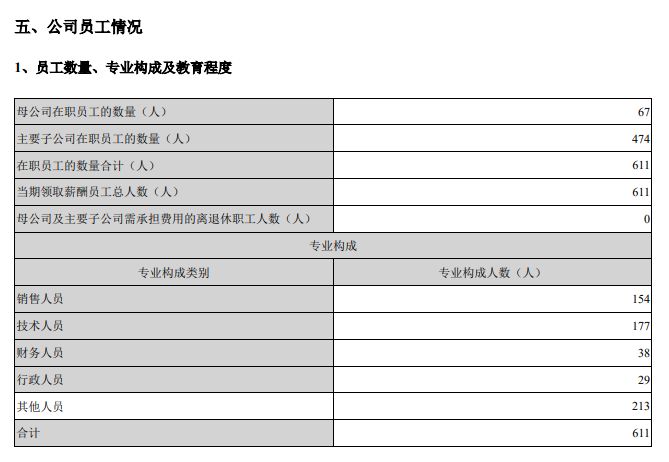 五、公司员工情况
1、员工数量、专业构成及教育程度
母公司在职员工的数量（人） 67
主要子公司在职员工的数量（人） 474
在职员工的数量合计（人） 611
当期领取薪酬员工总人数（人） 611
母公司及主要子公司需承担费用的离退休职工人数（人） 0
专业构成
专业构成类别 专业构成人数（人）
销售人员 154
技术人员 177
财务人员 38
行政人员 29
其他人员 213
合计 611